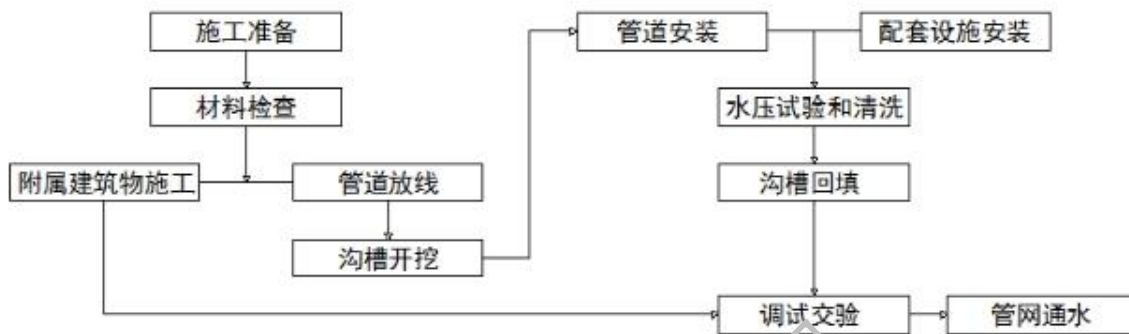 施工准备
管道安装
配套设施安装
材料检查
水压试验和清洗
附属建筑物施工
管道放线
沟槽回填
沟槽开挖
调试交验
管网通水